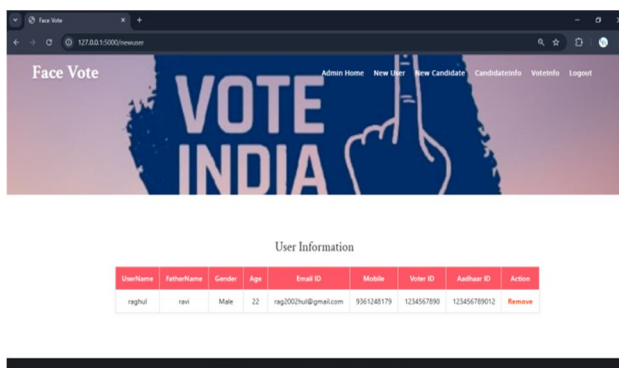 Face Vote
127.0.0.1:5000/newuser
Face Vote
Admin Home New User New Candidate CandidateInfo VoteInfo Logout
VOTE
INDIA
User Information
UserName FatherName Gender Age Email ID Mobile Voter ID Aadhaar ID Action
raghul ravi Male 22 rag2002hul@gmail.com 9361248179 1234567890 123456789012 Remove